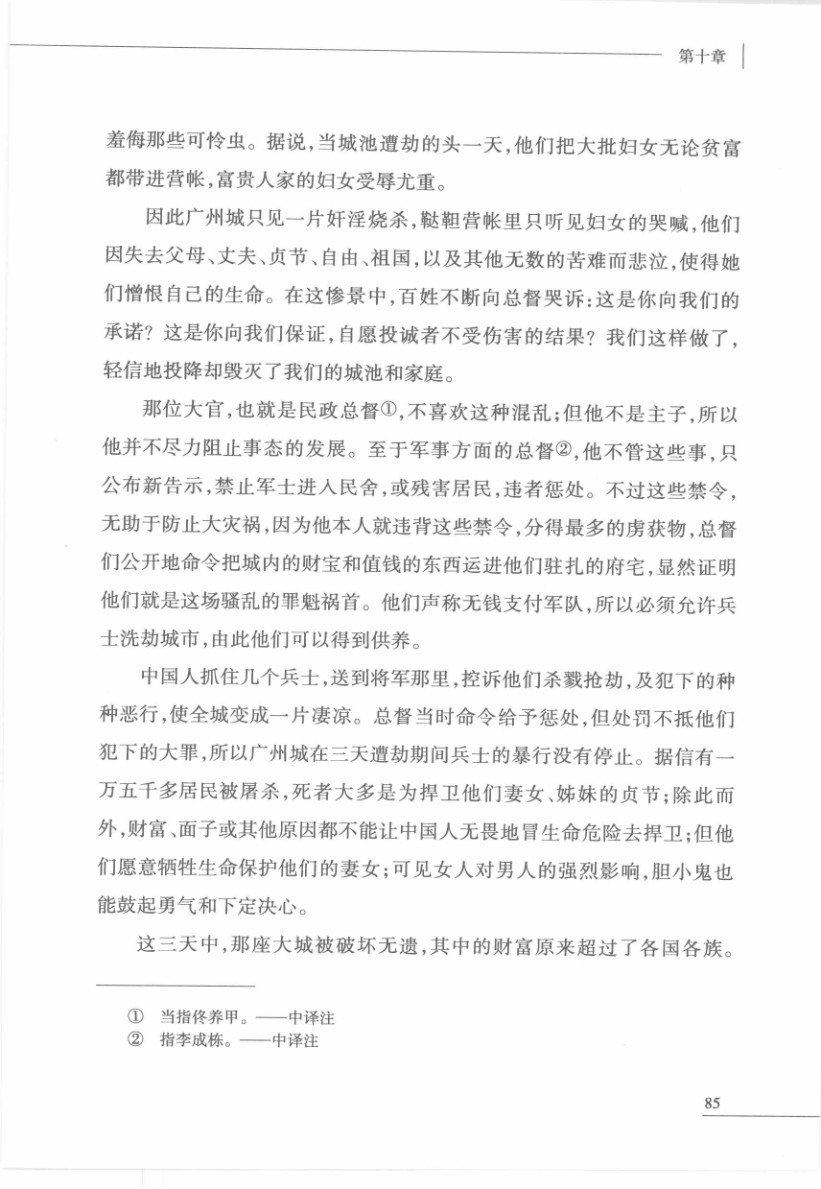 第十章
羞侮那些可怜虫。据说,当城池遭劫的头一天,他们把大批妇女无论贫富
都带进营帐,富贵人家的妇女受辱尤重。
因此广州城只见一片奸淫烧杀,鞑靼营帐里只听见妇女的哭喊,他们
因失去父母、丈夫、贞节、自由、祖国,以及其他无数的苦难而悲泣,使得她
们憎恨自己的生命。在这惨景中,百姓不断向总督哭诉:这是你向我们的
承诺?这是你向我们保证,自愿投诚者不受伤害的结果?我们这样做了,
轻信地投降却毁灭了我们的城池和家庭。
那位大官,也就是民政总督①,不喜欢这种混乱;但他不是主子,所以
他并不尽力阻止事态的发展。至于军事方面的总督②,他不管这些事,只
公布新告示,禁止军士进入民舍,或残害居民,违者惩处。不过这些禁令,
无助于防止大灾祸,因为他本人就违背这些禁令,分得最多的虏获物,总督
们公开地命令把城内的财宝和值钱的东西运进他们驻扎的府宅,显然证明
他们就是这场骚乱的罪魁祸首。他们声称无钱支付军队,所以必须允许兵
士洗劫城市,由此他们可以得到供养。
中国人抓住几个兵士,送到将军那里,控诉他们杀戮抢劫,及犯下的种
种恶行,使全城变成一片凄凉。总督当时命令给予惩处,但处罚不抵他们
犯下的大罪,所以广州城在三天遭劫期间兵士的暴行没有停止。据信有一
万五千多居民被屠杀,死者大多是为捍卫他们妻女、姊妹的贞节;除此而
外,财富、面子或其他原因都不能让中国人无畏地冒生命危险去捍卫;但他
们愿意牺牲生命保护他们的妻女;可见女人对男人的强烈影响,胆小鬼也
能鼓起勇气和下定决心。
这三天中,那座大城被破坏无遗,其中的财富原来超过了各国各族。
① 当指佟养甲。——中译注
② 指李成栋。——中译注
85